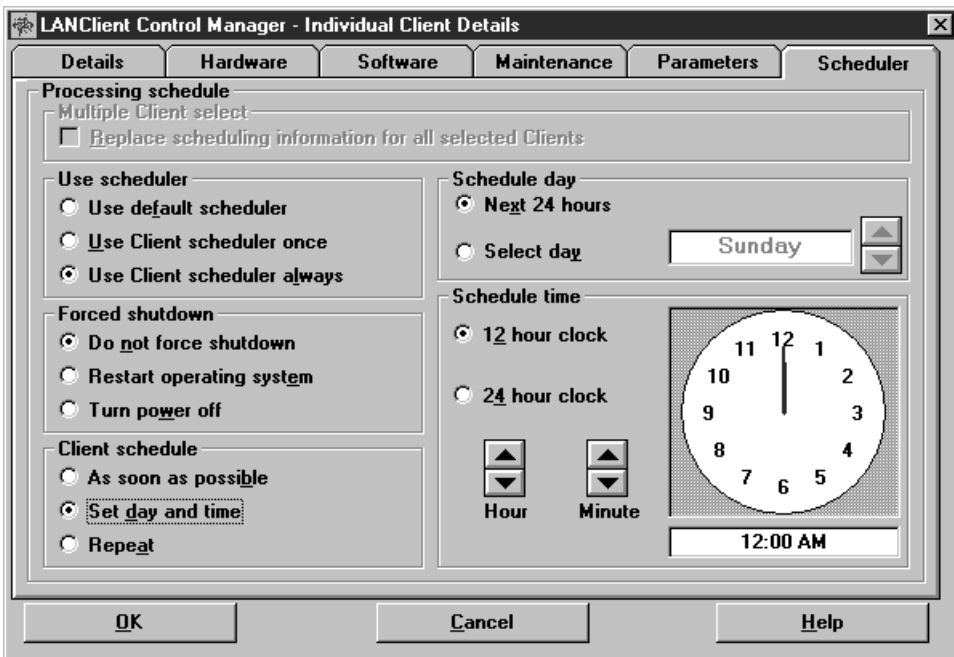 LANClient Control Manager - Individual Client Details
Details
Hardware
Software
Maintenance
Parameters
Scheduler
Processing schedule
Multiple Client select
Replace scheduling information for all selected Clients
Use scheduler
Use default scheduler
Use Client scheduler once
Use Client scheduler always
Forced shutdown
Do not force shutdown
Restart operating system
Turn power off
Client schedule
As soon as possible
Set day and time
Repeat
Schedule day
Next 24 hours
Select day
Sunday
Schedule time
12 hour clock
24 hour clock
Hour
Minute
12
1
2
3
4
5
6
7
8
9
10
11
12:00 AM
OK
Cancel
Help